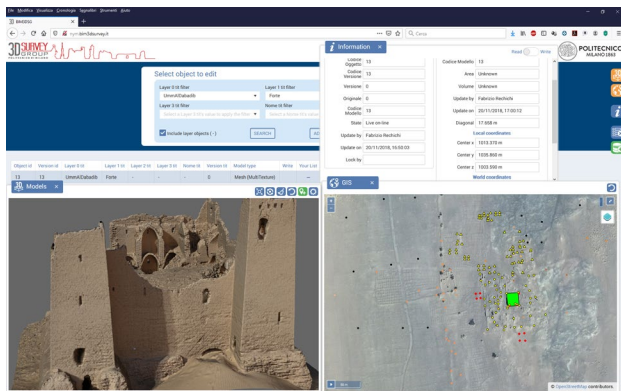 File Modifica Visualizza Cronologia Segnalibri Strumenti Aiuto
BIM3DSG
Cerca
3D SURVEY GROUP
POLITECNICO
MILANO 1863
Select object to edit
Layer 0 lit filter
Layer 1 lit filter
UmmAlDabadib
Forte
Layer 3 lit filter
Nome lit filter
Include layer objects (- -)
SEARCH
Object id Version id Layer 0 lit Layer 1 lit Layer 2 lit Layer 3 lit Nome lit Version lit Model type Write Your List
13 13 UmmAlDabadib Forte - - - 0 Mesh (MultiTexture) -
Information
Read Write
Codice Oggetto 13
Codice Versione 13
Versione 0
Originale 0
Codice Modello 13
State Live on-line
Update by Fabrizio Rechichi
Update on 20/11/2018, 16:50:03
Lock by
Codice Modello 13
Area Unknown
Volume Unknown
Update by Fabrizio Rechichi
Update on 20/11/2018, 17:00:12
Diagonal 17.658 m
Local coordinates
Center x 1013.370 m
Center y 1035.860 m
Center z 1003.590 m
World coordinates
Models
GIS
© OpenStreetMap contributors.